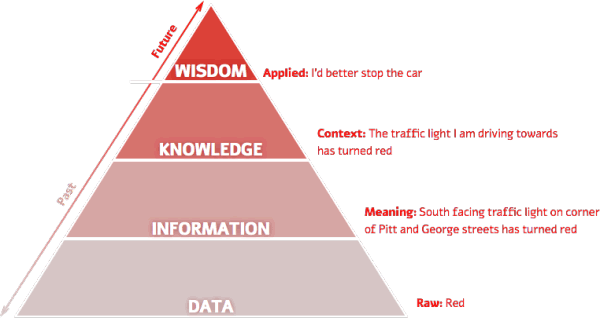 Future
WISDOM
Applied: I'd better stop the car
KNOWLEDGE
Context: The traffic light I am driving towards
has turned red
Past
INFORMATION
Meaning: South facing traffic light on corner
of Pitt and George streets has turned red
DATA
Raw: Red